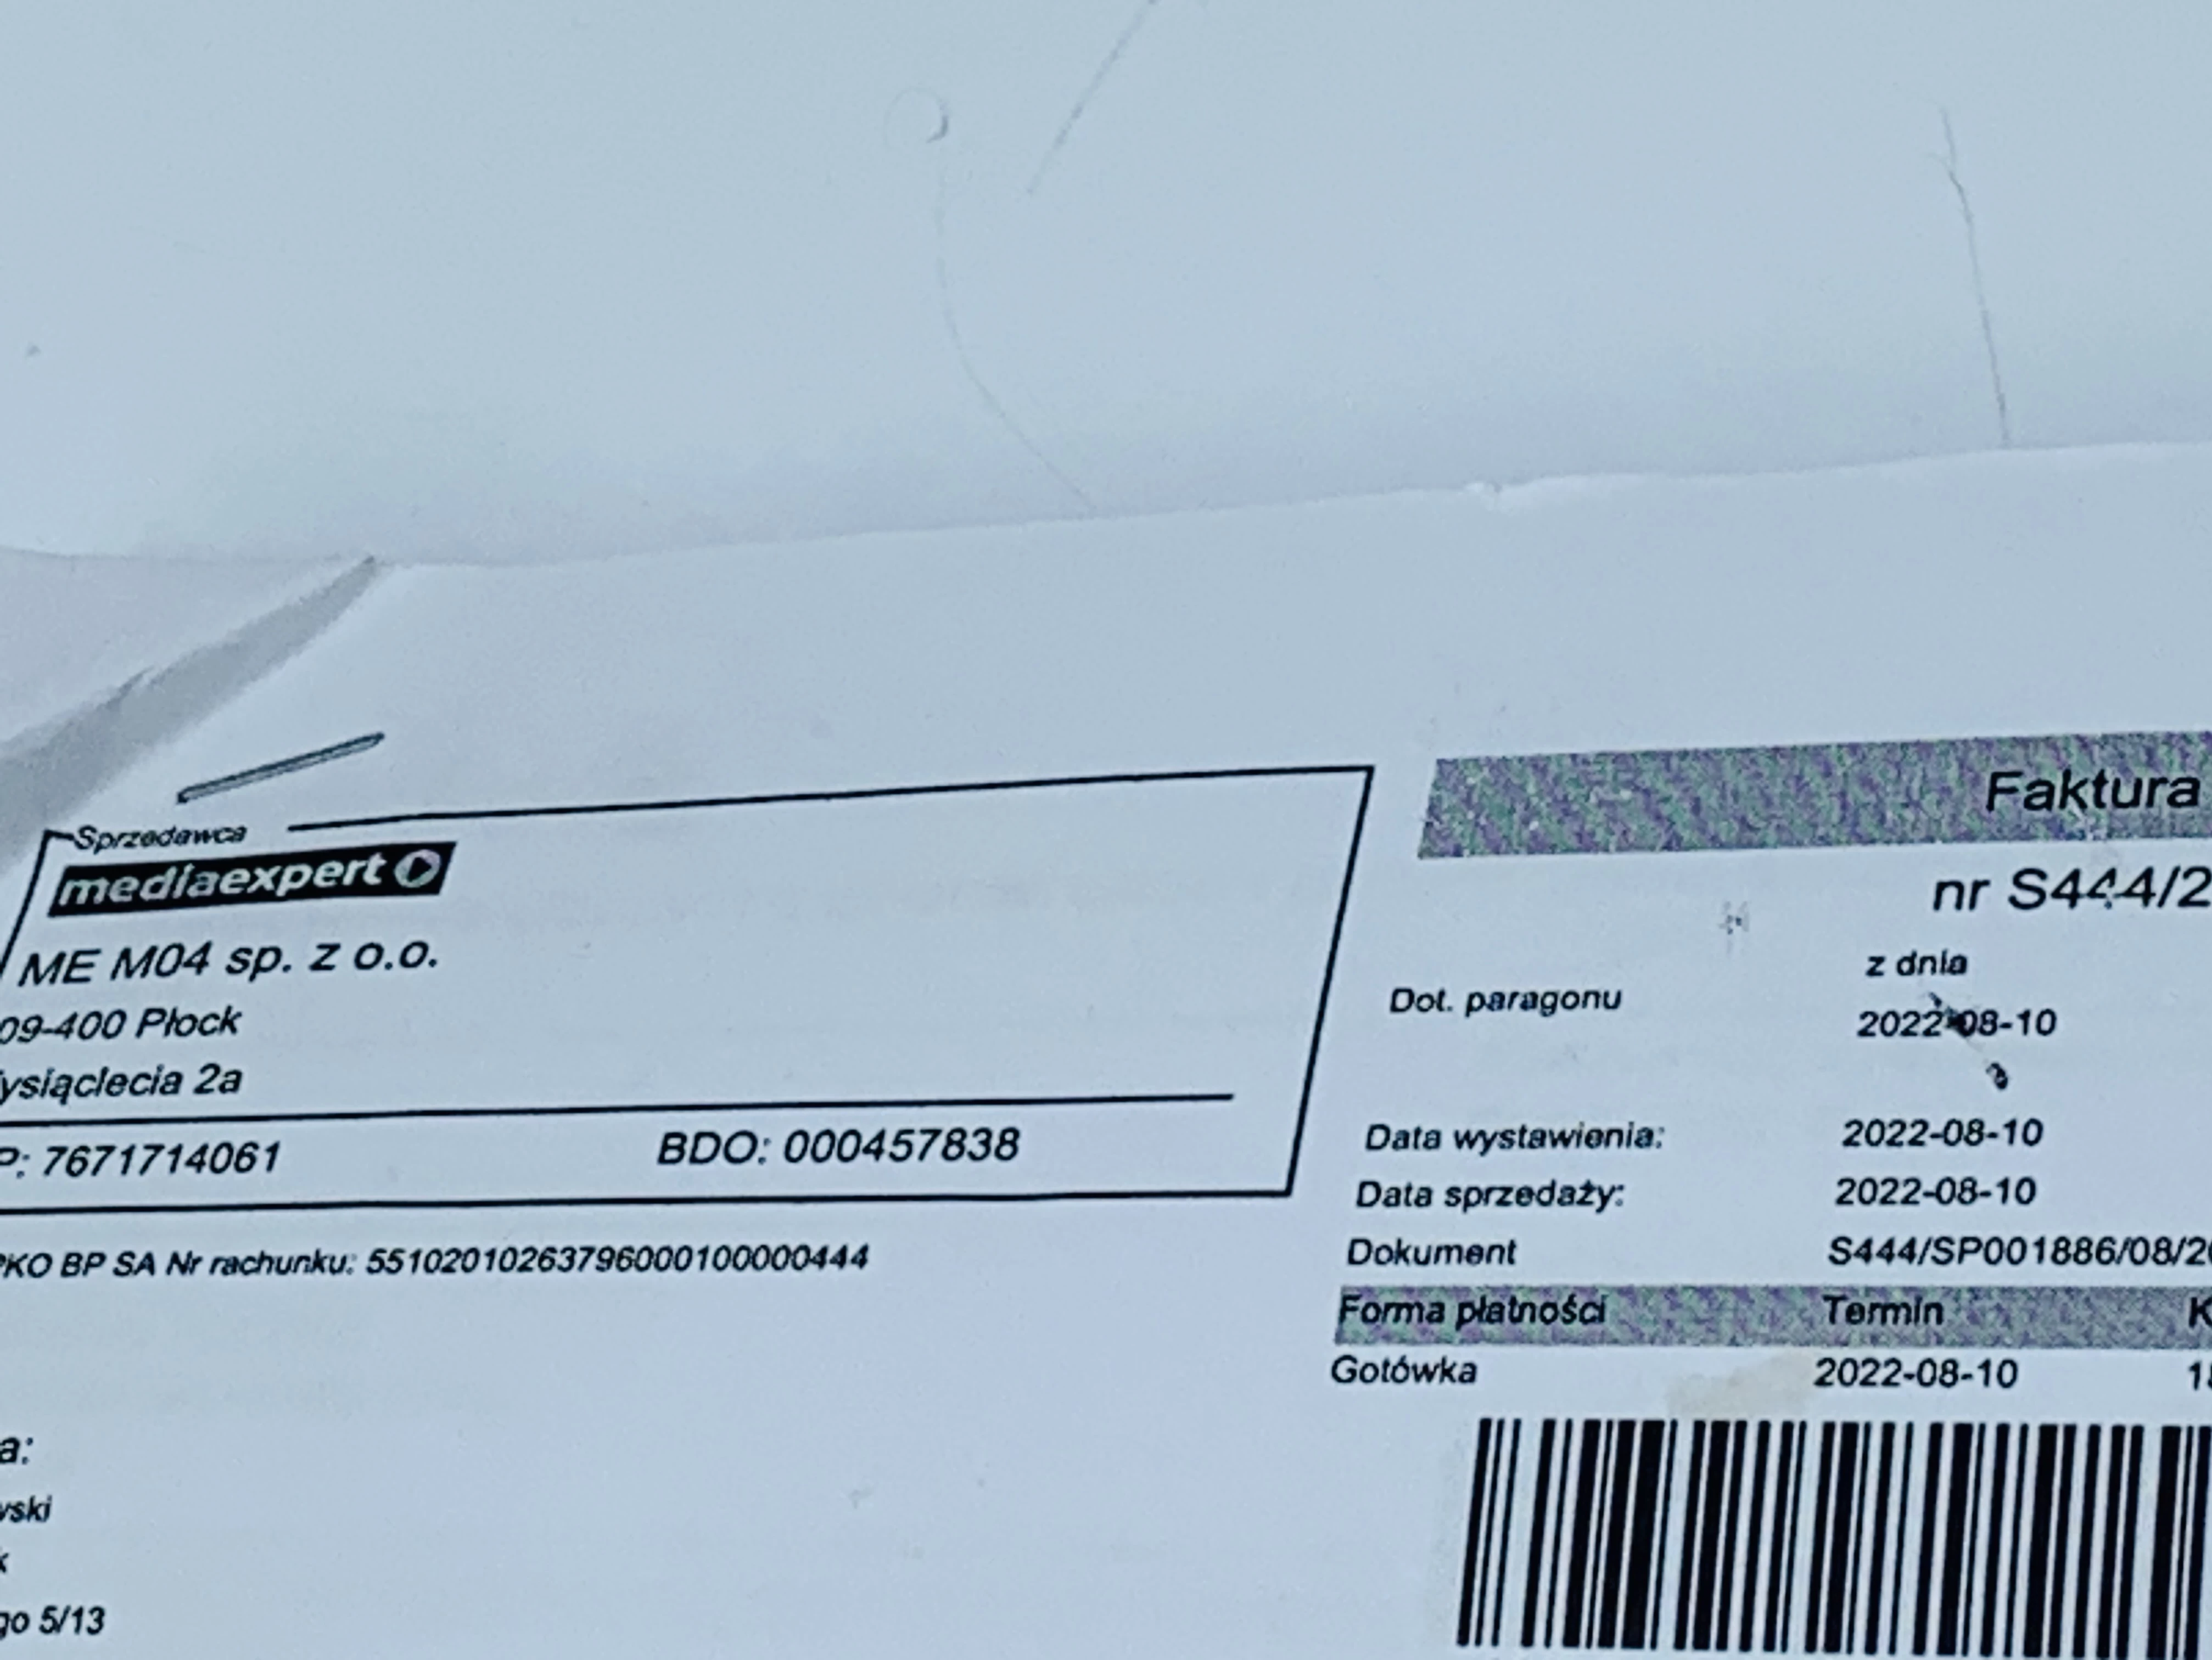 Sprzedawca
mediaexpert
ME M04 sp. z o.o.
09-400 Płock
ysiąclecia 2a
P: 7671714061 BDO: 000457838
PKO BP SA Nr rachunku: 55102010263796000100000444
a:
wski
k
go 5/13
Faktura
nr S444/2
z dnia
Dot. paragonu 2022-08-10
Data wystawienia: 2022-08-10
Data sprzedaży: 2022-08-10
Dokument S444/SP001886/08/20
Forma płatności Termin K
Gotówka 2022-08-10